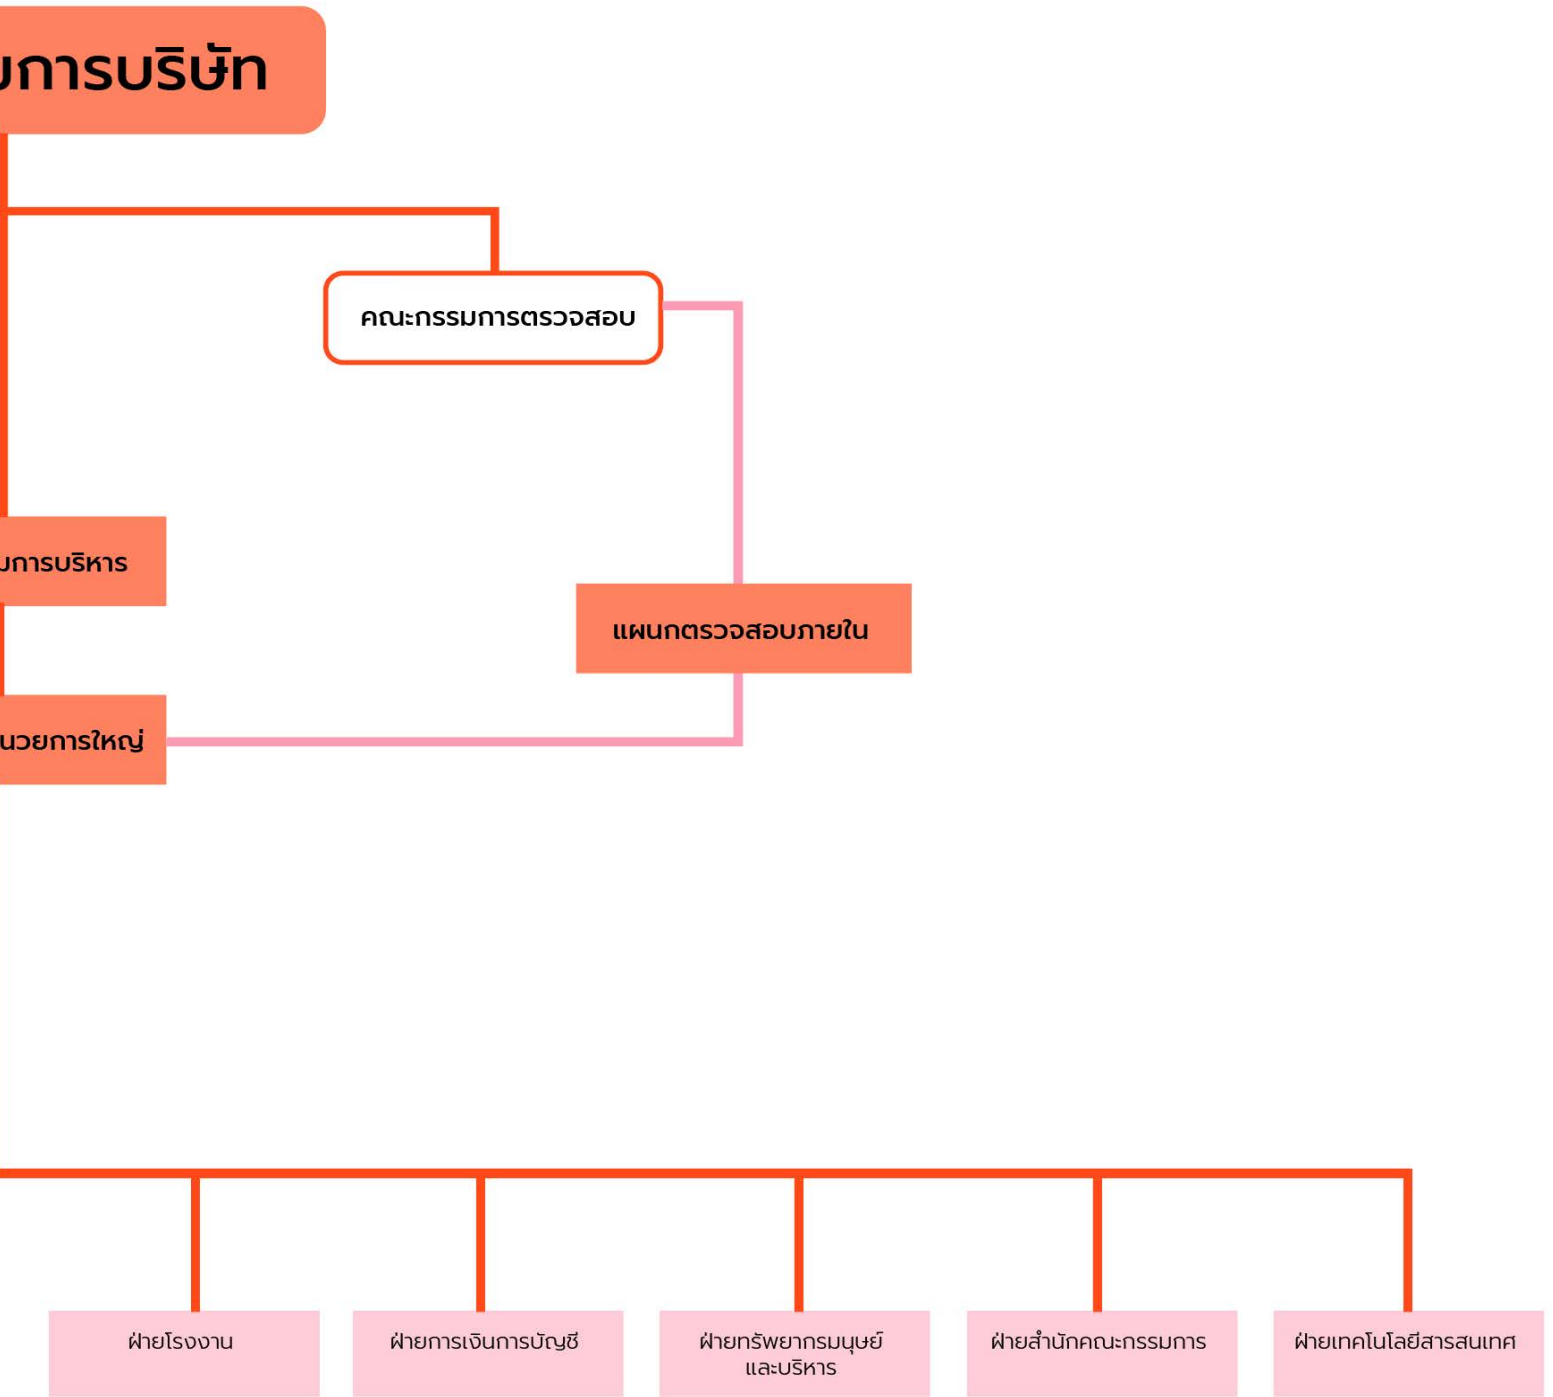 การบริษัท
คณะกรรมการตรวจสอบ
มการบริหาร
แผนกตรวจสอบภายใน
นวยการใหญ่
ฝ่ายโรงงาน
ฝ่ายการเงินการบัญชี
ฝ่ายทรัพยากรมนุษย์
และบริหาร
ฝ่ายสำนักคณะกรรมการ
ฝ่ายเทคโนโลยีสารสนเทศ